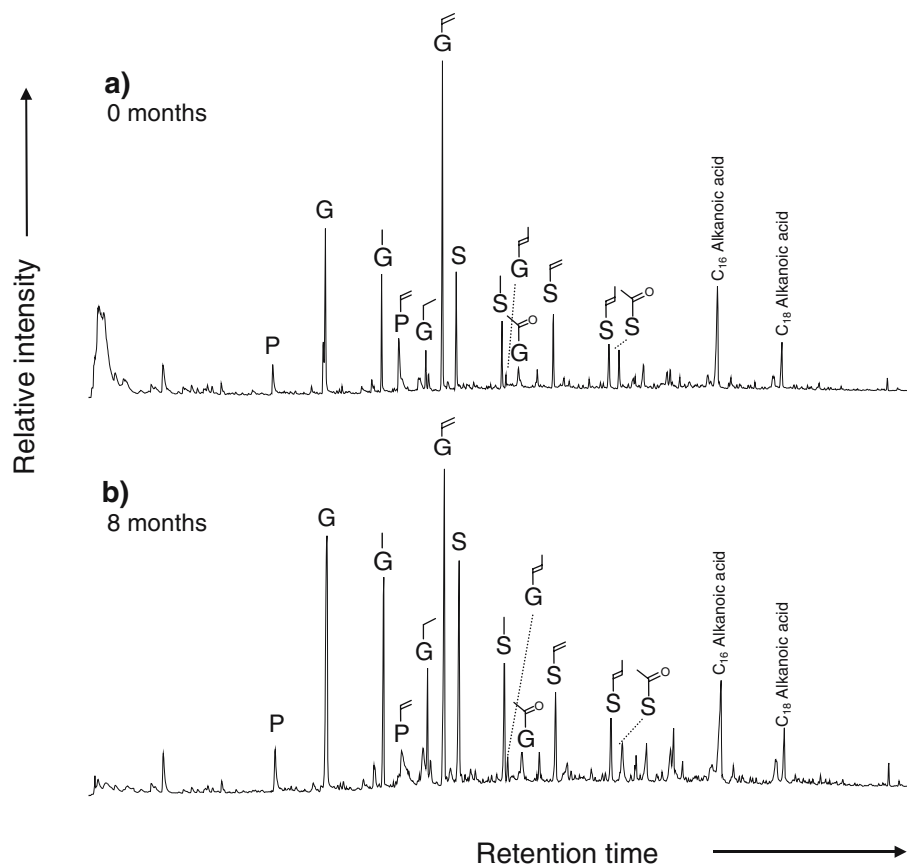 a)
0 months
G
G
P
G
G
P
G
S
S
G
G
S
S
S
O
O
C16 Alkanoic acid
C18 Alkanoic acid
b)
8 months
G
P
G
G
P
G
S
S
G
G
S
S
S
O
O
C16 Alkanoic acid
C18 Alkanoic acid
G
Relative intensity
Retention time